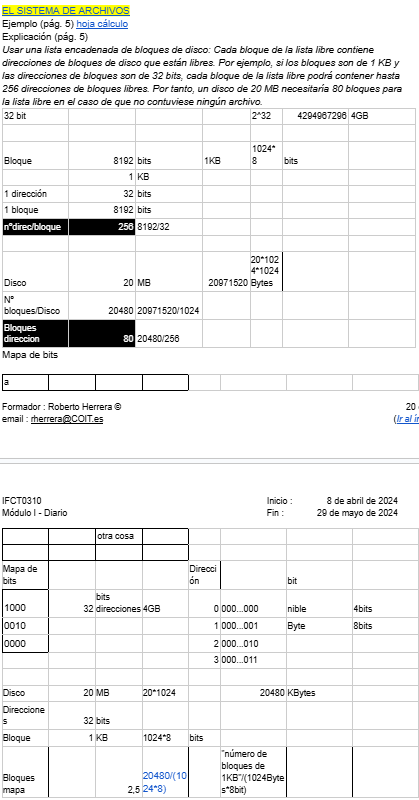 EL SISTEMA DE ARCHIVOS
Ejemplo (pág. 5) hoja cálculo
Explicación (pág. 5)
Usar una lista encadenada de bloques de disco: Cada bloque de la lista libre contiene
direcciones de bloques de disco que están libres. Por ejemplo, si los bloques son de 1 KB y
las direcciones de bloques son de 32 bits, cada bloque de la lista libre podrá contener hasta
256 direcciones de bloques libres. Por tanto, un disco de 20 MB necesitaría 80 bloques para
la lista libre en el caso de que no contuviese ningún archivo.
32 bit 2^32 4294967296 4GB
1024*
Bloque 8192 bits 1KB 8 bits
1 KB
1 dirección 32 bits
1 bloque 8192 bits
nºdirec/bloque 256 8192/32
20*102
4*1024
Disco 20 MB 20971520 Bytes
Nº
bloques/Disco 20480 20971520/1024
Bloques
direccion 80 20480/256
Mapa de bits
a
Formador : Roberto Herrera © 20
email : rherrera@COIT.es (Ir al
IFCT0310 Inicio : 8 de abril de 2024
Módulo I - Diario Fin : 29 de mayo de 2024
otra cosa
Mapa de Direcci
bits ón bit
bits
1000 32 direcciones 4GB 0 000...000 nible 4bits
0010 1 000...001 Byte 8bits
0000 2 000...010
3 000...011
Disco 20 MB 20*1024 20480 KBytes
Direccione
s 32 bits
Bloque 1 KB 1024*8 bits
"número de
bloques de
20480/(10 1KB"/(1024Byte
Bloques 24*8) s*8bit)
mapa 2,5